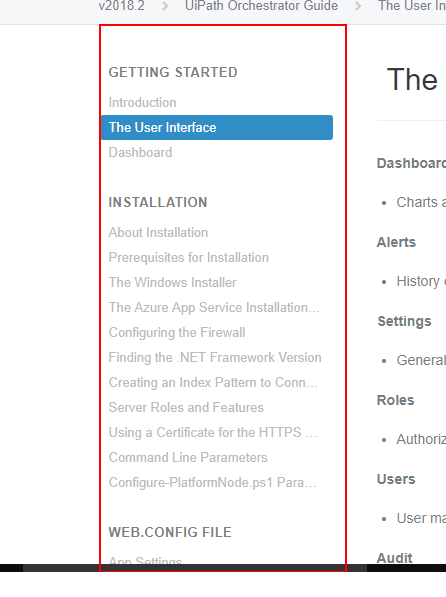 v2018.2 > UiPath Orchestrator Guide > The User In
GETTING STARTED
Introduction
The User Interface
Dashboard
INSTALLATION
About Installation
Prerequisites for Installation
The Windows Installer
The Azure App Service Installation...
Configuring the Firewall
Finding the .NET Framework Version
Creating an Index Pattern to Conn...
Server Roles and Features
Using a Certificate for the HTTPS ...
Command Line Parameters
Configure-PlatformNode.ps1 Para...
WEB.CONFIG FILE
App Settings
The
Dashboard
• Charts a
Alerts
• History
Settings
• General
Roles
• Authoriz
Users
• User ma
Audit